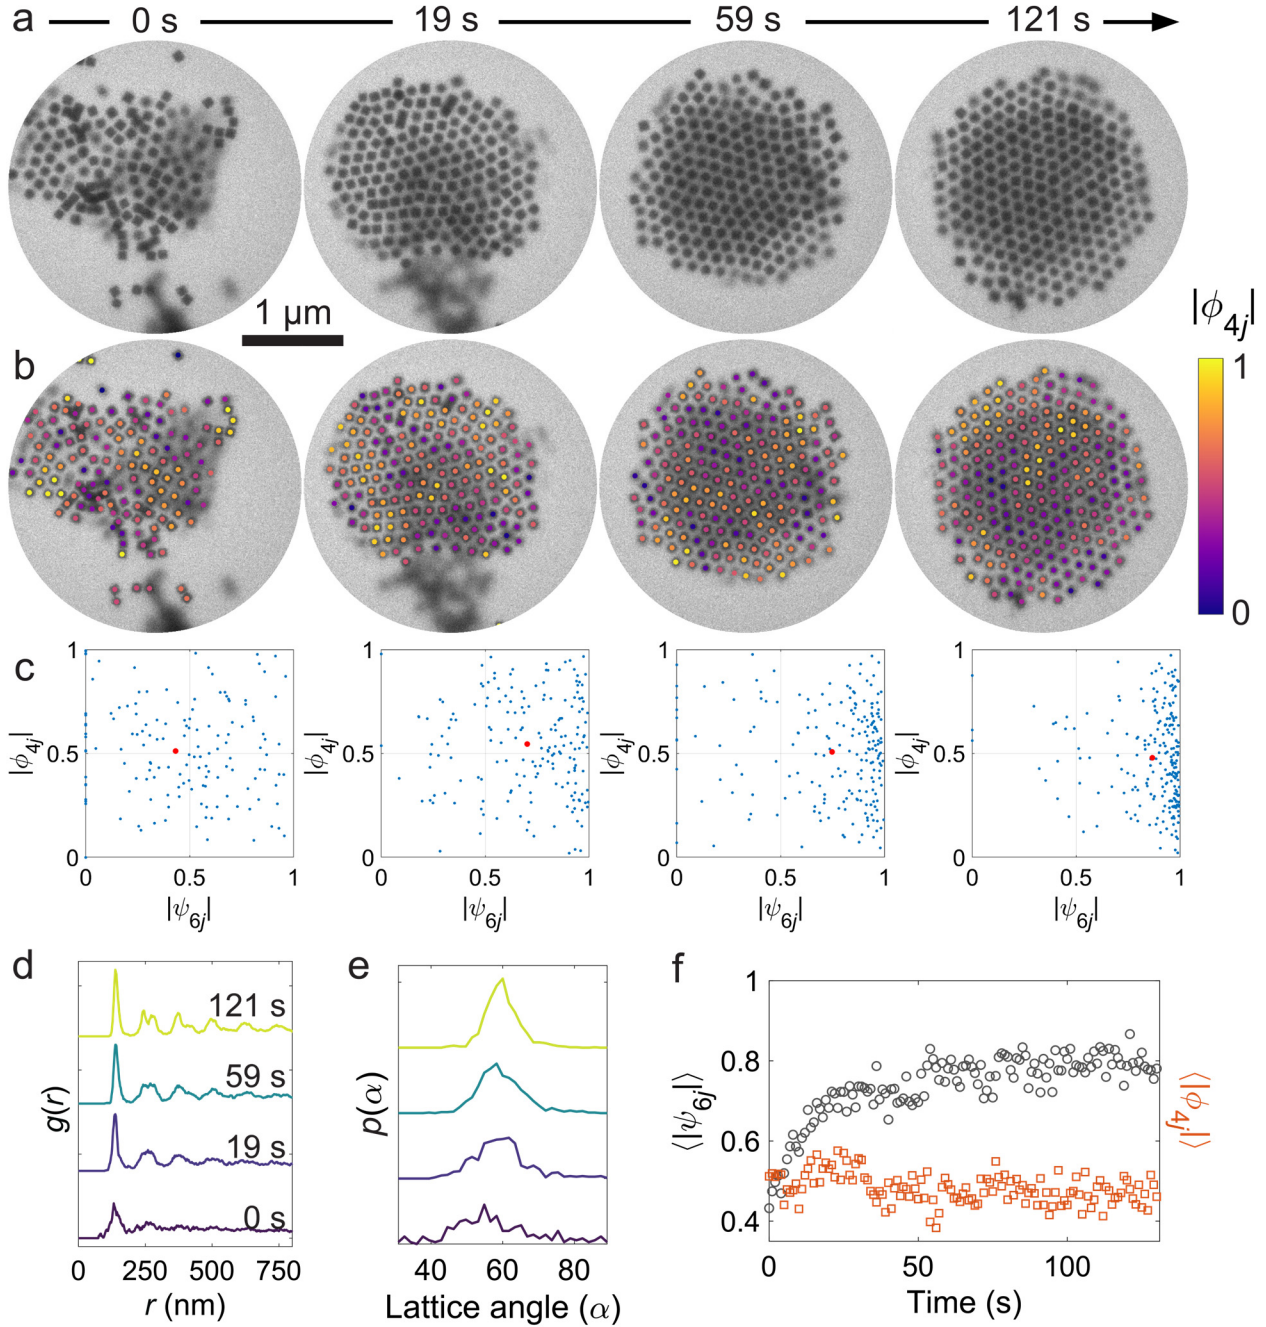 a 0 s 19 s 59 s 121 s
1 μm
|ϕ4j|
b
1
0
c
1 1 1 1
|ϕ4j| |ϕ4j| |ϕ4j| |ϕ4j|
0.5 0.5 0.5 0.5
0 0 0 0
0 0.5 1 0 0.5 1 0 0.5 1 0 0.5 1
|ψ6j| |ψ6j| |ψ6j| |ψ6j|
d
g(r)
121 s
59 s
19 s
0 s
0 250 500 750
r (nm)
e
p(α)
40 60 80
Lattice angle (α)
f
⟨|ψ6j|⟩
1
0.8
0.6
0.4
⟨|ϕ4j|⟩
0 50 100
Time (s)